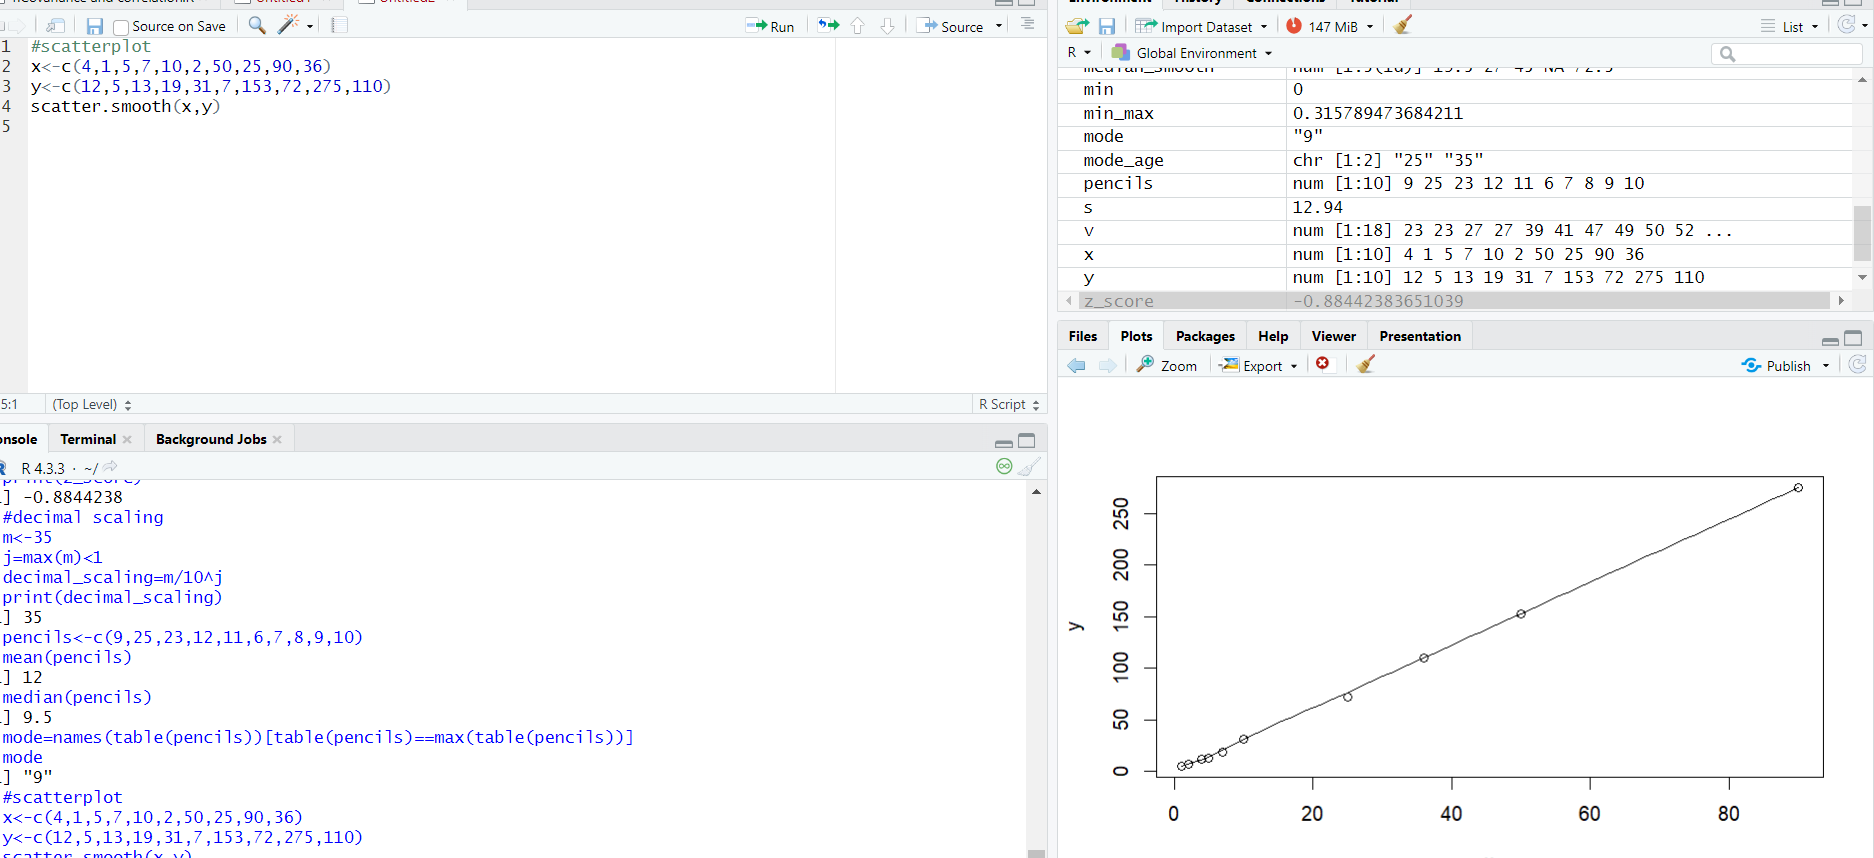 Source on Save
Run
Source
1 #scatterplot
2 x<-c(4,1,5,7,10,2,50,25,90,36)
3 y<-c(12,5,13,19,31,7,153,72,275,110)
4 scatter.smooth(x,y)
5
5:1 (Top Level) R Script
onsole Terminal Background Jobs
R 4.3.3 · ~/
print(z_score)
] -0.8844238
#decimal scaling
m<-35
j=max(m)<1
decimal_scaling=m/10^j
print(decimal_scaling)
] 35
pencils<-c(9,25,23,12,11,6,7,8,9,10)
mean(pencils)
] 12
median(pencils)
] 9.5
mode=names(table(pencils))[table(pencils)==max(table(pencils))]
mode
] "9"
#scatterplot
x<-c(4,1,5,7,10,2,50,25,90,36)
y<-c(12,5,13,19,31,7,153,72,275,110)
scatter.smooth(x,y)
Environment History Connections Tutorial
Import Dataset 147 MiB List
R Global Environment
median_smooth
min 0
min_max 0.315789473684211
mode "9"
mode_age chr [1:2] "25" "35"
pencils num [1:10] 9 25 23 12 11 6 7 8 9 10
s 12.94
v num [1:18] 23 23 27 27 39 41 47 49 50 52 ...
x num [1:10] 4 1 5 7 10 2 50 25 90 36
y num [1:10] 12 5 13 19 31 7 153 72 275 110
z_score -0.88442383651039
Files Plots Packages Help Viewer Presentation
Zoom Export Publish
250
200
150
100
50
0
y
0 20 40 60 80